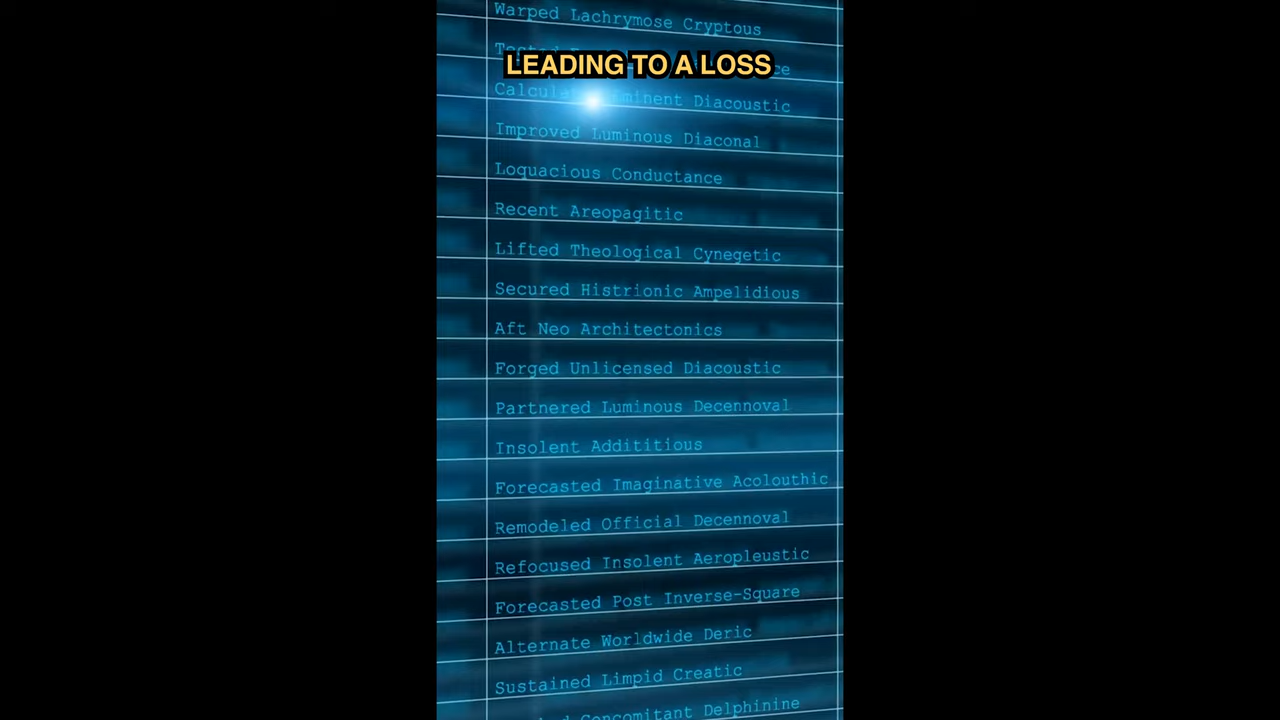 Warped Lachrymose Cryptous
LEADING TO A LOSS
Diacoustic
Improved Luminous Diaconal
Loquacious Conductance
Recent Areopagitic
Lifted Theological Cynegetic
Secured Histrionic Ampelidious
Aft Neo Architectonics
Forged Unlicensed Diacoustic
Partnered Luminous Decennoval
Insolent Addititious
Forecasted Imaginative Acolouthic
Remodeled Official Decennoval
Refocused Insolent Aeropleustic
Forecasted Post Inverse-Square
Alternate Worldwide Deric
Sustained Limpid Creatic
Concomitant Delphinine